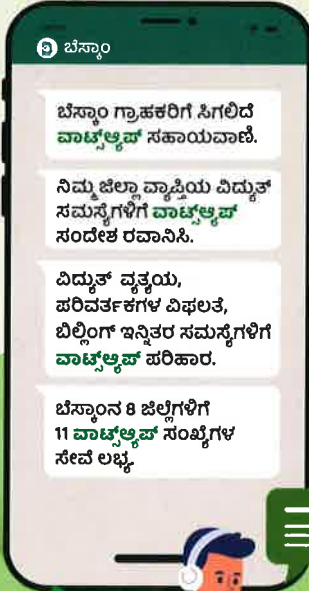 ಬೆಸ್ಕಾಂ
ಬೆಸ್ಕಾಂ ಗ್ರಾಹಕರಿಗೆ ಸಿಗಲಿದೆ
ವಾಟ್ಸ್ಆ್ಯಪ್ ಸಹಾಯವಾಣಿ.
ನಿಮ್ಮ ಜಿಲ್ಲಾ ವ್ಯಾಪ್ತಿಯ ವಿದ್ಯುತ್
ಸಮಸ್ಯೆಗಳಿಗೆ ವಾಟ್ಸ್ಆ್ಯಪ್
ಸಂದೇಶ ರವಾನಿಸಿ.
ವಿದ್ಯುತ್ ವ್ಯತ್ಯಯ,
ಪರಿವರ್ತಕಗಳ ವಿಫಲತೆ,
ಬಿಲ್ಲಿಂಗ್ ಇನ್ನಿತರ ಸಮಸ್ಯೆಗಳಿಗೆ
ವಾಟ್ಸ್ಆ್ಯಪ್ ಪರಿಹಾರ.
ಬೆಸ್ಕಾಂನ 8 ಜಿಲ್ಲೆಗಳಿಗೆ
11 ವಾಟ್ಸ್ಆ್ಯಪ್ ಸಂಖ್ಯೆಗಳ
ಸೇವೆ ಲಭ್ಯ.